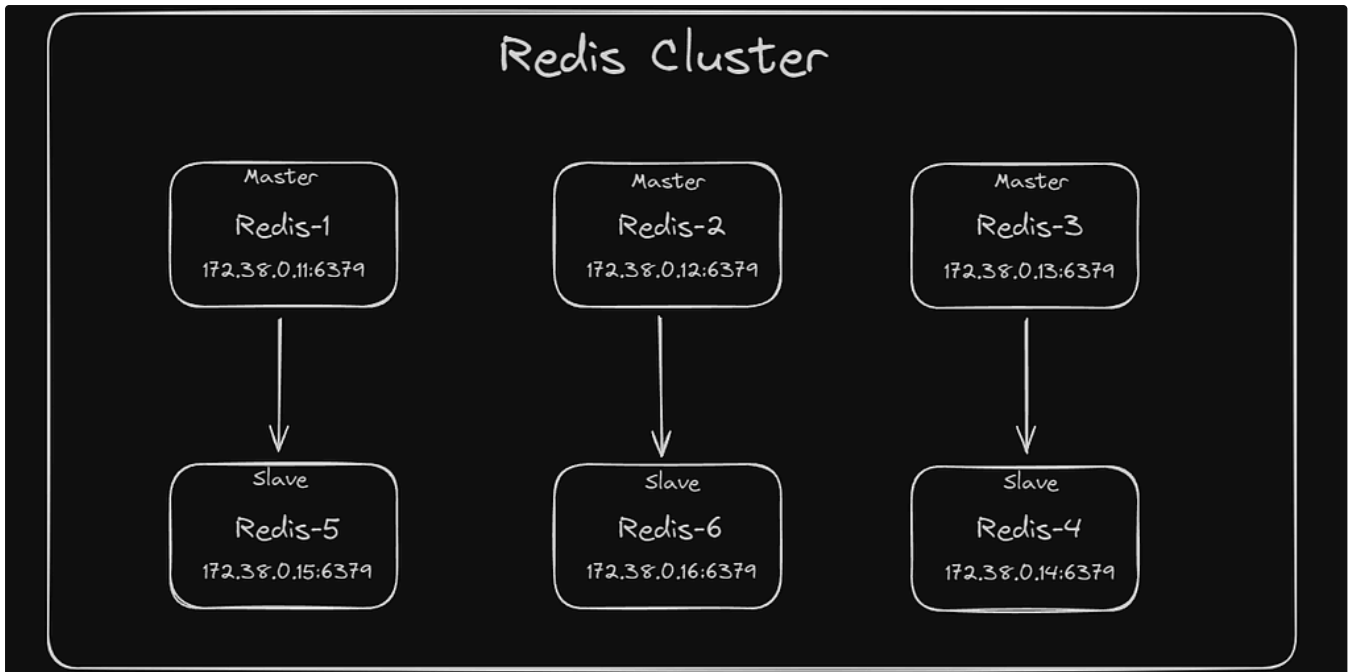 Redis Cluster
Master
Redis-1
172.38.0.11:6379
Master
Redis-2
172.38.0.12:6379
Master
Redis-3
172.38.0.13:6379
Slave
Redis-5
172.38.0.15:6379
Slave
Redis-6
172.38.0.16:6379
Slave
Redis-4
172.38.0.14:6379